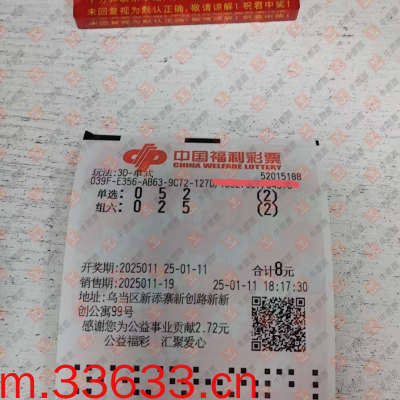 未回复视为默认正确,敬请谅解!祝君中奖!
中国福利彩票
CHINA WELFARE LOTTERY
玩法:3D-单式
52015188
039F-E356-AB63-9C72-127D
单选: 0 5 2 (2)
组六: 0 2 5 (2)
开奖期:2025011 25-01-11 合计8元
销售期:2025011-19 25-01-11 18:17:30
地址:乌当区新添寨新创路新新
创公寓99号
感谢您为公益事业贡献2.72元
公益福彩 汇聚爱心
m.33633.cn